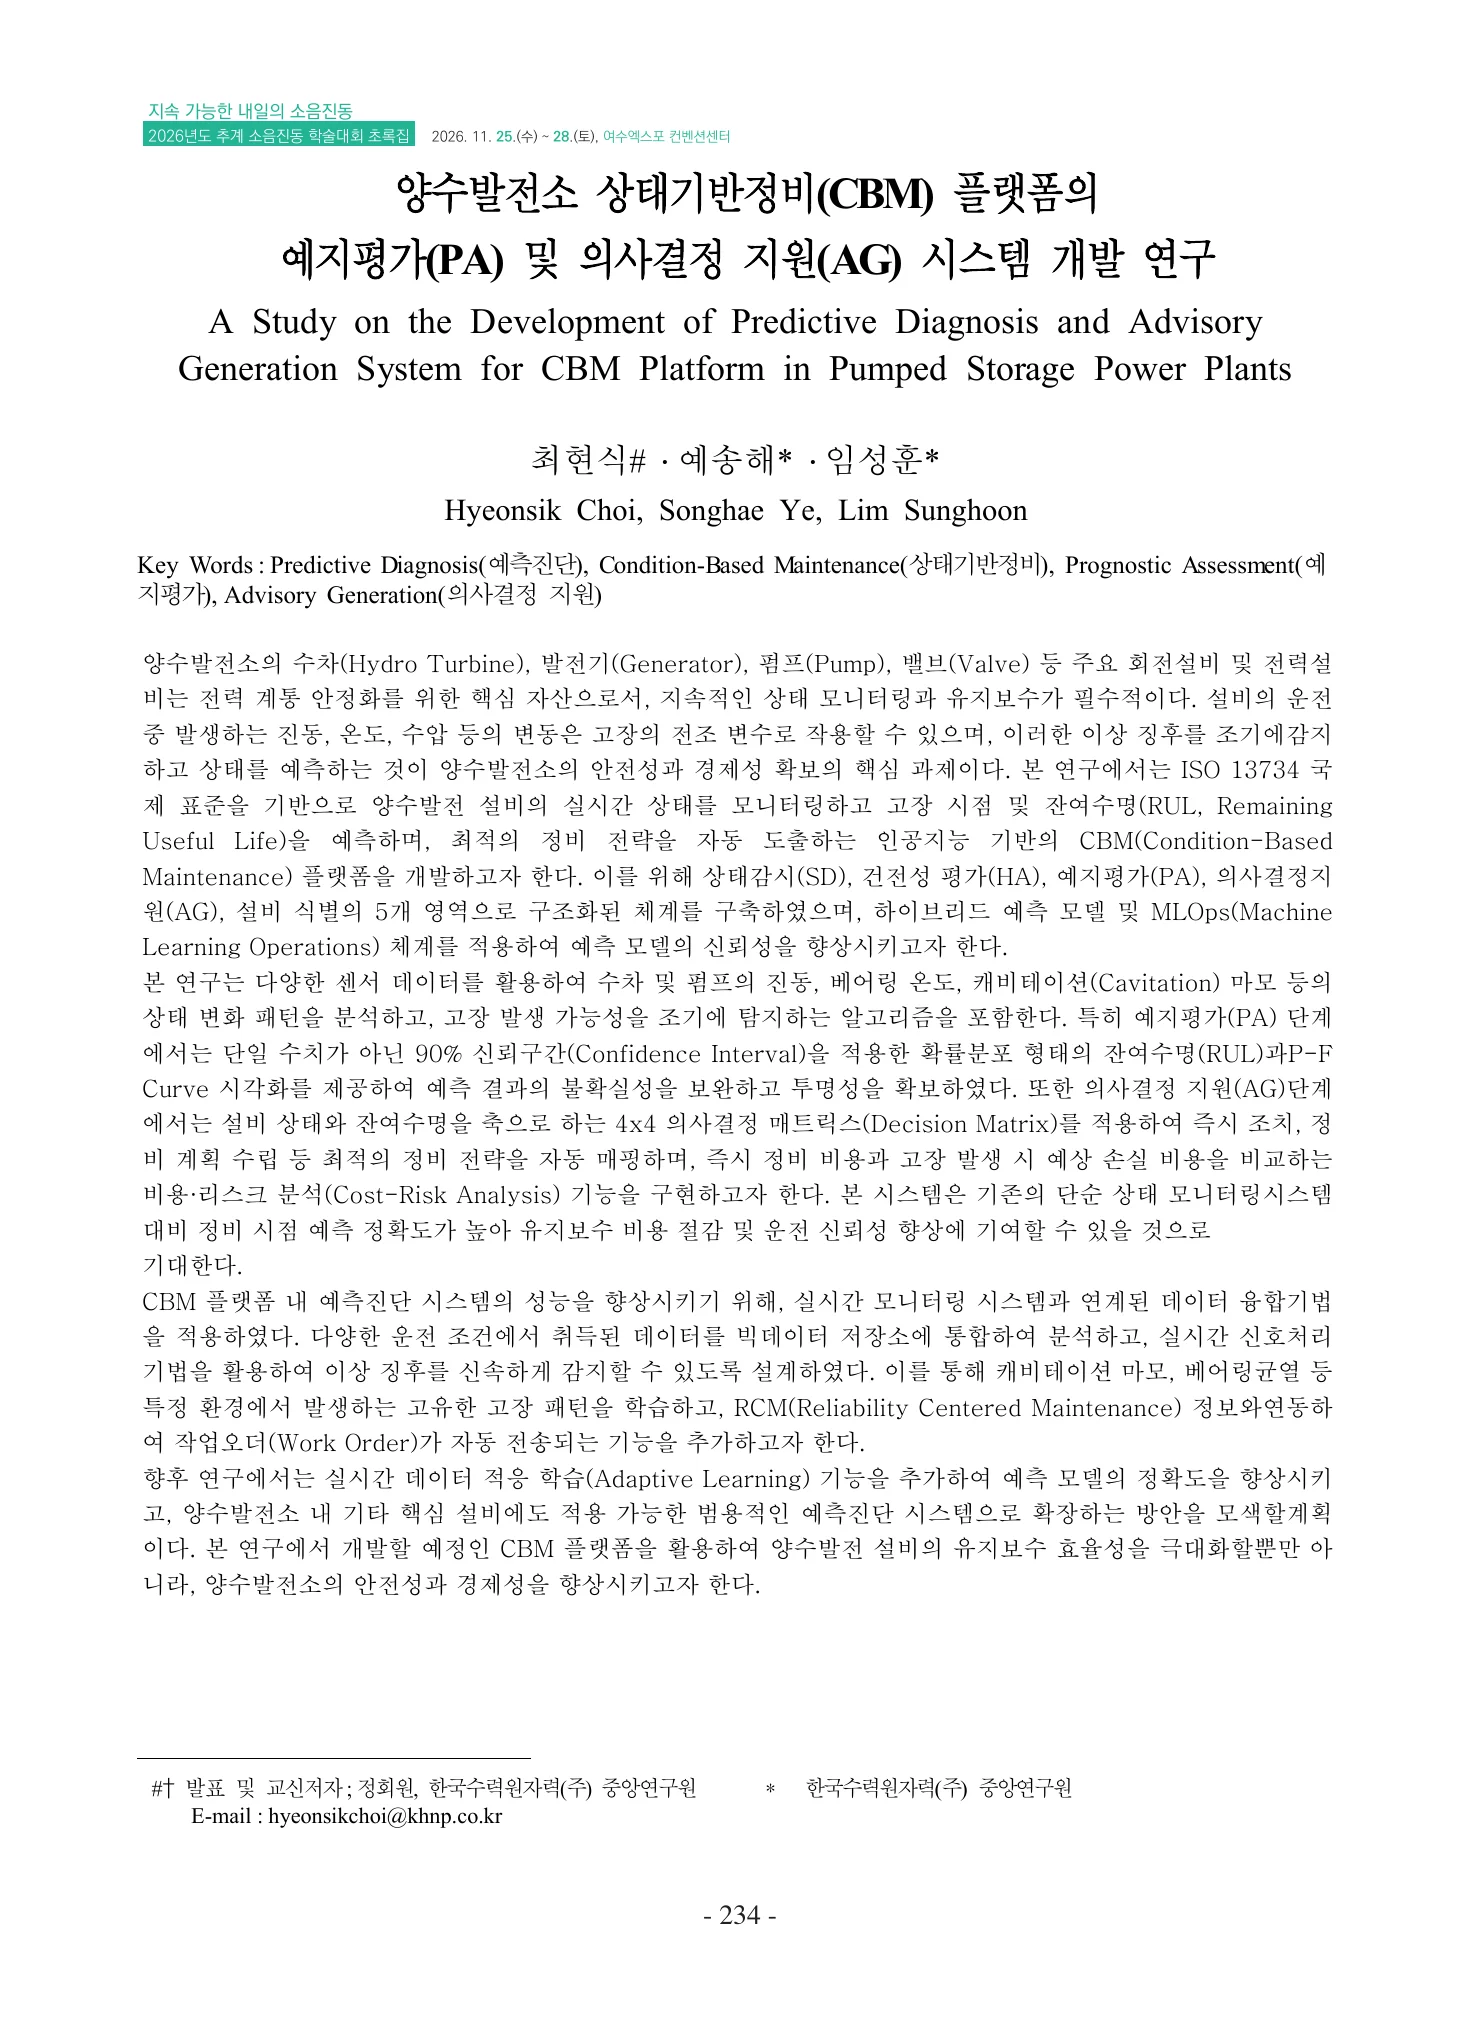 지속 가능한 내일의 소음진동
2026년도 추계 소음진동 학술대회 초록집 2026. 11. 25.(수) ~ 28.(토), 여수엑스포 컨벤션센터
양수발전소 상태기반정비(CBM) 플랫폼의
예지평가(PA) 및 의사결정 지원(AG) 시스템 개발 연구
A Study on the Development of Predictive Diagnosis and Advisory
Generation System for CBM Platform in Pumped Storage Power Plants
최현식# · 예송해* · 임성훈*
Hyeonsik Choi, Songhae Ye, Lim Sunghoon
Key Words : Predictive Diagnosis(예측진단), Condition-Based Maintenance(상태기반정비), Prognostic Assessment(예
지평가), Advisory Generation(의사결정 지원)
양수발전소의 수차(Hydro Turbine), 발전기(Generator), 펌프(Pump), 밸브(Valve) 등 주요 회전설비 및 전력설
비는 전력 계통 안정화를 위한 핵심 자산으로서, 지속적인 상태 모니터링과 유지보수가 필수적이다. 설비의 운전
중 발생하는 진동, 온도, 수압 등의 변동은 고장의 전조 변수로 작용할 수 있으며, 이러한 이상 징후를 조기에감지
하고 상태를 예측하는 것이 양수발전소의 안전성과 경제성 확보의 핵심 과제이다. 본 연구에서는 ISO 13734 국
제 표준을 기반으로 양수발전 설비의 실시간 상태를 모니터링하고 고장 시점 및 잔여수명(RUL, Remaining
Useful Life)을 예측하며, 최적의 정비 전략을 자동 도출하는 인공지능 기반의 CBM(Condition-Based
Maintenance) 플랫폼을 개발하고자 한다. 이를 위해 상태감시(SD), 건전성 평가(HA), 예지평가(PA), 의사결정지
원(AG), 설비 식별의 5개 영역으로 구조화된 체계를 구축하였으며, 하이브리드 예측 모델 및 MLOps(Machine
Learning Operations) 체계를 적용하여 예측 모델의 신뢰성을 향상시키고자 한다.
본 연구는 다양한 센서 데이터를 활용하여 수차 및 펌프의 진동, 베어링 온도, 캐비테이션(Cavitation) 마모 등의
상태 변화 패턴을 분석하고, 고장 발생 가능성을 조기에 탐지하는 알고리즘을 포함한다. 특히 예지평가(PA) 단계
에서는 단일 수치가 아닌 90% 신뢰구간(Confidence Interval)을 적용한 확률분포 형태의 잔여수명(RUL)과P-F
Curve 시각화를 제공하여 예측 결과의 불확실성을 보완하고 투명성을 확보하였다. 또한 의사결정 지원(AG)단계
에서는 설비 상태와 잔여수명을 축으로 하는 4x4 의사결정 매트릭스(Decision Matrix)를 적용하여 즉시 조치, 정
비 계획 수립 등 최적의 정비 전략을 자동 매핑하며, 즉시 정비 비용과 고장 발생 시 예상 손실 비용을 비교하는
비용·리스크 분석(Cost-Risk Analysis) 기능을 구현하고자 한다. 본 시스템은 기존의 단순 상태 모니터링시스템
대비 정비 시점 예측 정확도가 높아 유지보수 비용 절감 및 운전 신뢰성 향상에 기여할 수 있을 것으로
기대한다.
CBM 플랫폼 내 예측진단 시스템의 성능을 향상시키기 위해, 실시간 모니터링 시스템과 연계된 데이터 융합기법
을 적용하였다. 다양한 운전 조건에서 취득된 데이터를 빅데이터 저장소에 통합하여 분석하고, 실시간 신호처리
기법을 활용하여 이상 징후를 신속하게 감지할 수 있도록 설계하였다. 이를 통해 캐비테이션 마모, 베어링균열 등
특정 환경에서 발생하는 고유한 고장 패턴을 학습하고, RCM(Reliability Centered Maintenance) 정보와연동하
여 작업오더(Work Order)가 자동 전송되는 기능을 추가하고자 한다.
향후 연구에서는 실시간 데이터 적응 학습(Adaptive Learning) 기능을 추가하여 예측 모델의 정확도를 향상시키
고, 양수발전소 내 기타 핵심 설비에도 적용 가능한 범용적인 예측진단 시스템으로 확장하는 방안을 모색할계획
이다. 본 연구에서 개발할 예정인 CBM 플랫폼을 활용하여 양수발전 설비의 유지보수 효율성을 극대화할뿐만 아
니라, 양수발전소의 안전성과 경제성을 향상시키고자 한다.
#† 발표 및 교신저자 ; 정회원, 한국수력원자력(주) 중앙연구원 * 한국수력원자력(주) 중앙연구원
E-mail : hyeonsikchoi@khnp.co.kr
- 234 -